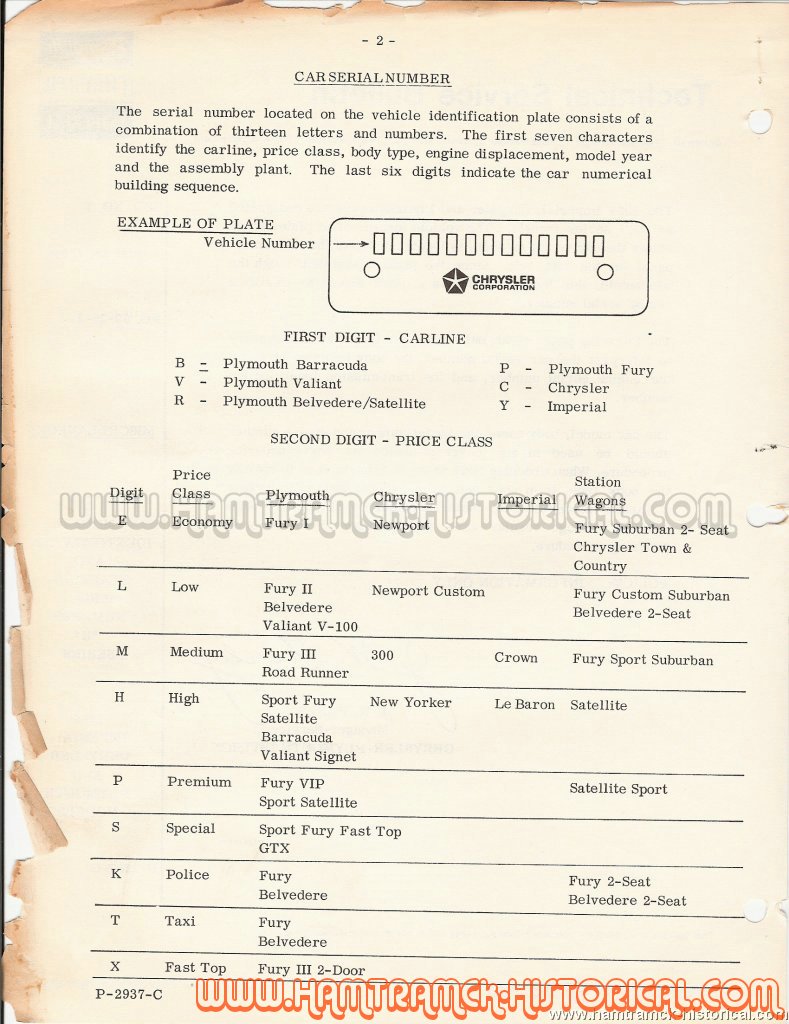 - 2 -
CAR SERIAL NUMBER
The serial number located on the vehicle identification plate consists of a
combination of thirteen letters and numbers. The first seven characters
identify the carline, price class, body type, engine displacement, model year
and the assembly plant. The last six digits indicate the car numerical
building sequence.
EXAMPLE OF PLATE
Vehicle Number
CHRYSLER
CORPORATION
FIRST DIGIT - CARLINE
B - Plymouth Barracuda
V - Plymouth Valiant
R - Plymouth Belvedere/Satellite
P - Plymouth Fury
C - Chrysler
Y - Imperial
SECOND DIGIT - PRICE CLASS
Price Station
Digit Class Plymouth Chrysler Imperial Wagons
www.Hamtramck-Historical.com
E Economy Fury I Newport Fury Suburban 2- Seat
Chrysler Town &
Country
L Low Fury II Newport Custom Fury Custom Suburban
Belvedere Belvedere 2-Seat
Valiant V-100
M Medium Fury III 300 Crown Fury Sport Suburban
Road Runner
H High Sport Fury New Yorker Le Baron Satellite
Satellite
Barracuda
Valiant Signet
P Premium Fury VIP Satellite Sport
Sport Satellite
S Special Sport Fury Fast Top
GTX
K Police Fury Fury 2-Seat
Belvedere Belvedere 2-Seat
T Taxi Fury
Belvedere
X Fast Top Fury III 2-Door
P-2937-C
www.Hamtramck-Historical.com
www.hamtramck-historical.com